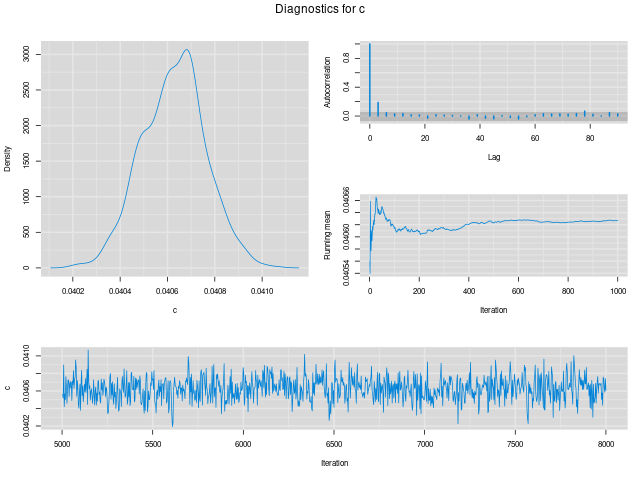 Diagnostics for c
Density
0 500 1000 1500 2000 2500 3000
0.0402 0.0404 0.0406 0.0408 0.0410
c
Autocorrelation
0.0 0.4 0.8
0 20 40 60 80
Lag
Running mean
0.04054 0.04060 0.04066
0 200 400 600 800 1000
Iteration
c
0.0402 0.0406 0.0410
5000 5500 6000 6500 7000 7500 8000
Iteration